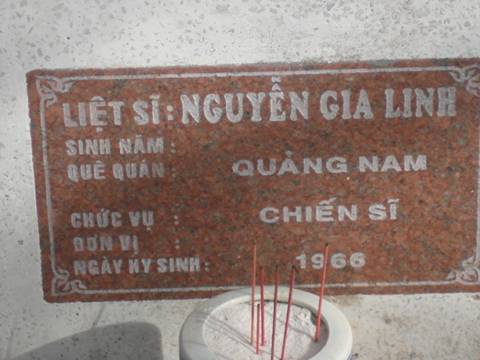 LIỆT SĨ: NGUYỄN GIA LINH
SINH NĂM :
QUÊ QUÁN : QUẢNG NAM
CHỨC VỤ : CHIẾN SĨ
ĐƠN VỊ :
NGÀY HY SINH: 1966